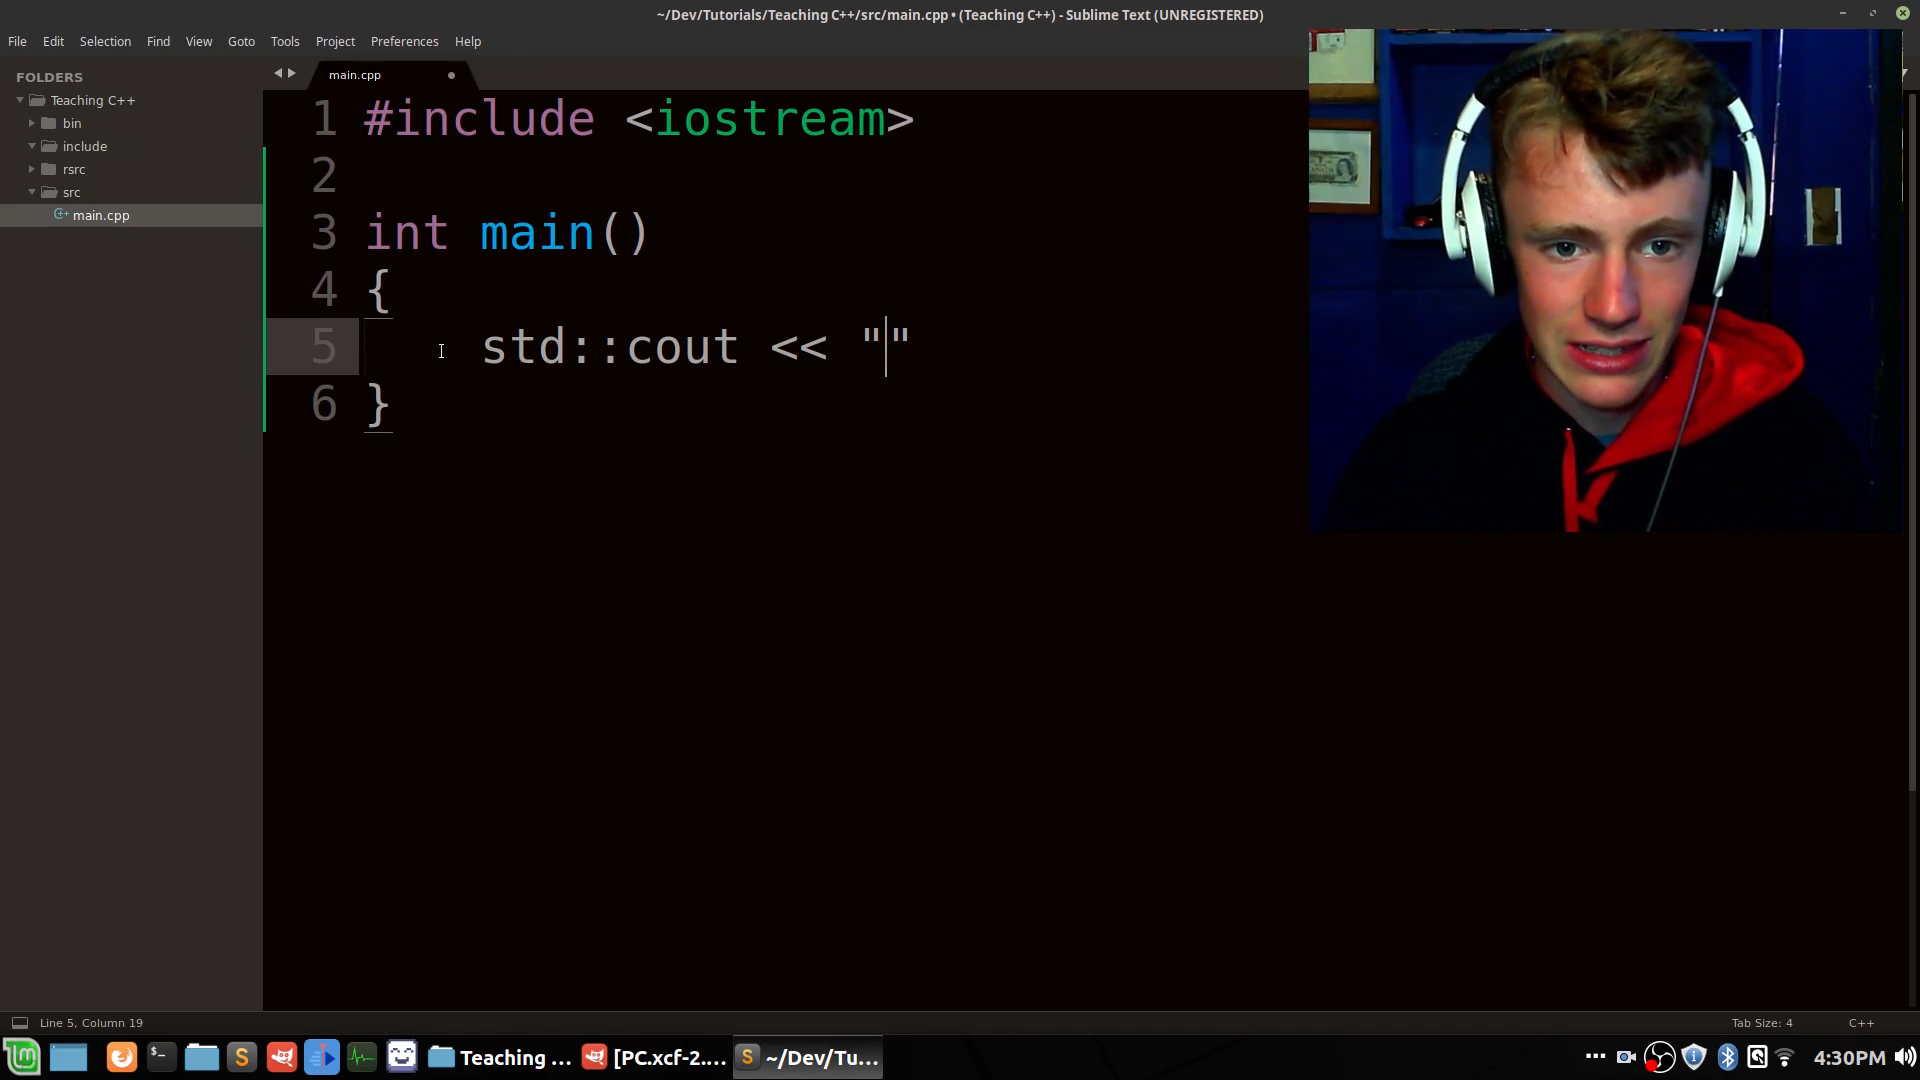 ~/Dev/Tutorials/Teaching C++/src/main.cpp • (Teaching C++) - Sublime Text (UNREGISTERED)
File Edit Selection Find View Goto Tools Project Preferences Help
FOLDERS
Teaching C++
bin
include
rsrc
src
main.cpp
main.cpp
1 #include <iostream>
2
3 int main()
4 {
5 std::cout << ""
6 }
Line 5, Column 19
Tab Size: 4
C++
Teaching ...
[PC.xcf-2....
~/Dev/Tu...
4:30PM